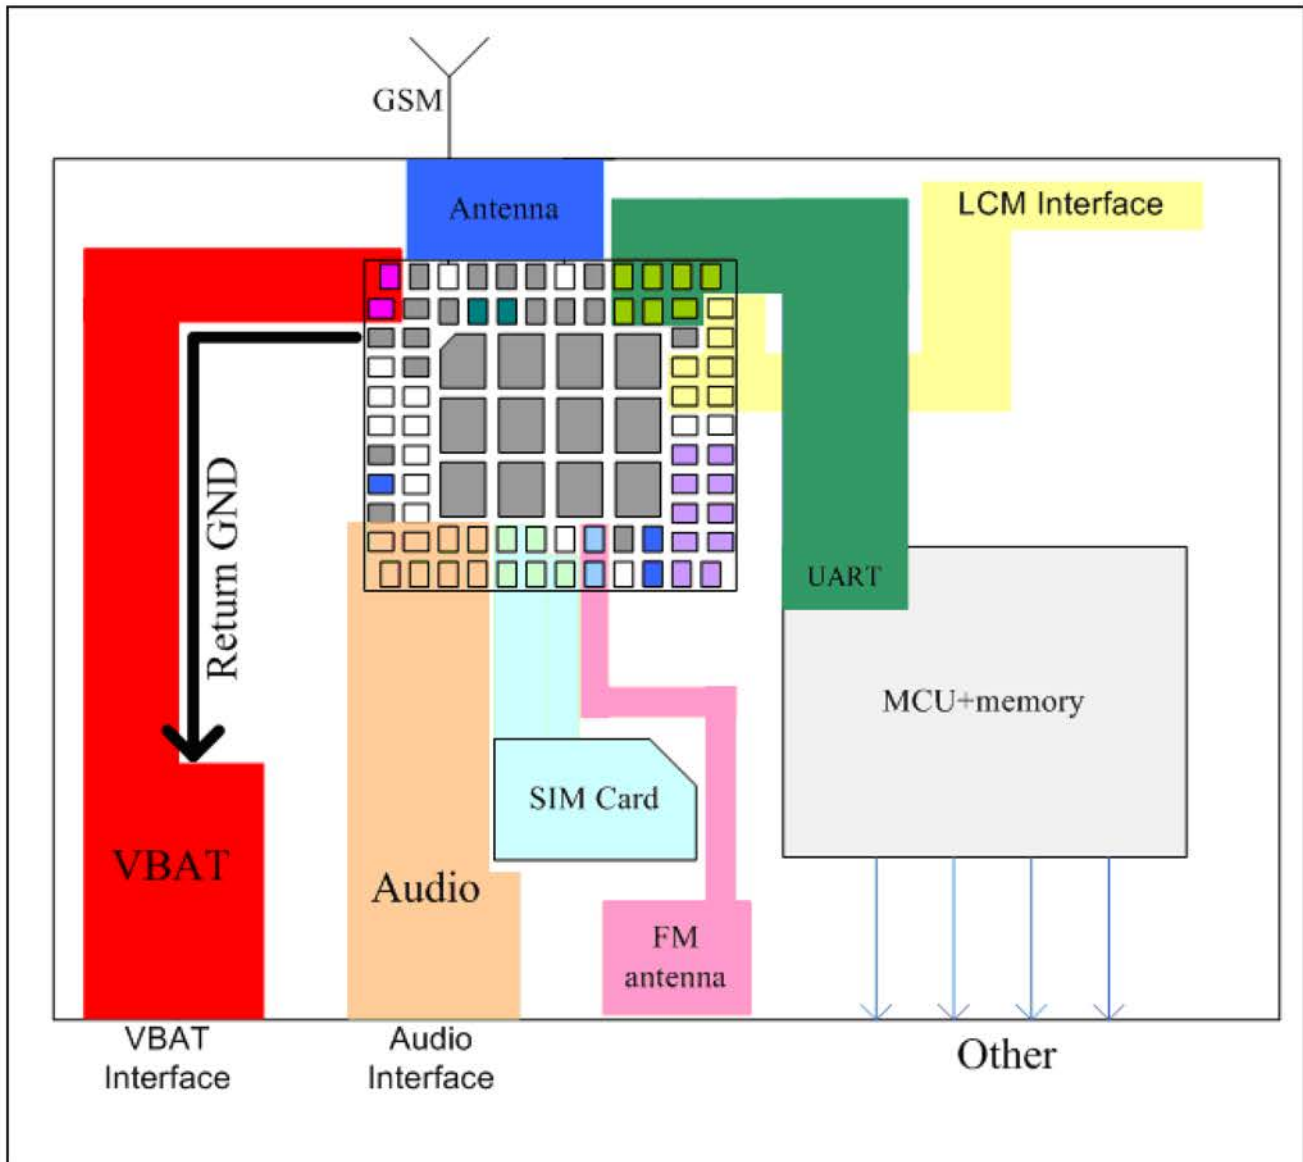 GSM
Antenna
LCM Interface
Return GND
UART
MCU+memory
SIM Card
VBAT
Audio
FM
antenna
VBAT
Interface
Audio
Interface
Other